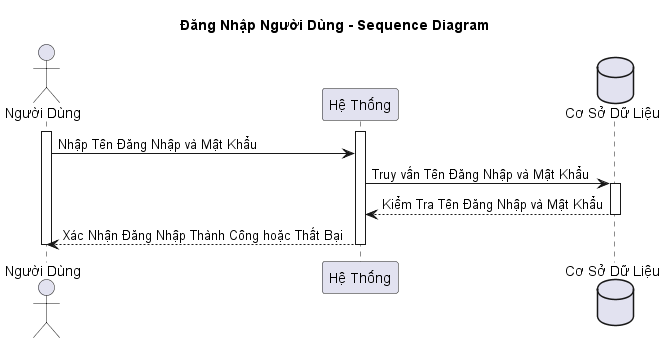 Đăng Nhập Người Dùng - Sequence Diagram
Người Dùng
Hệ Thống
Cơ Sở Dữ Liệu
Nhập Tên Đăng Nhập và Mật Khẩu
Truy vấn Tên Đăng Nhập và Mật Khẩu
Kiểm Tra Tên Đăng Nhập và Mật Khẩu
Xác Nhận Đăng Nhập Thành Công hoặc Thất Bại
Người Dùng
Hệ Thống
Cơ Sở Dữ Liệu